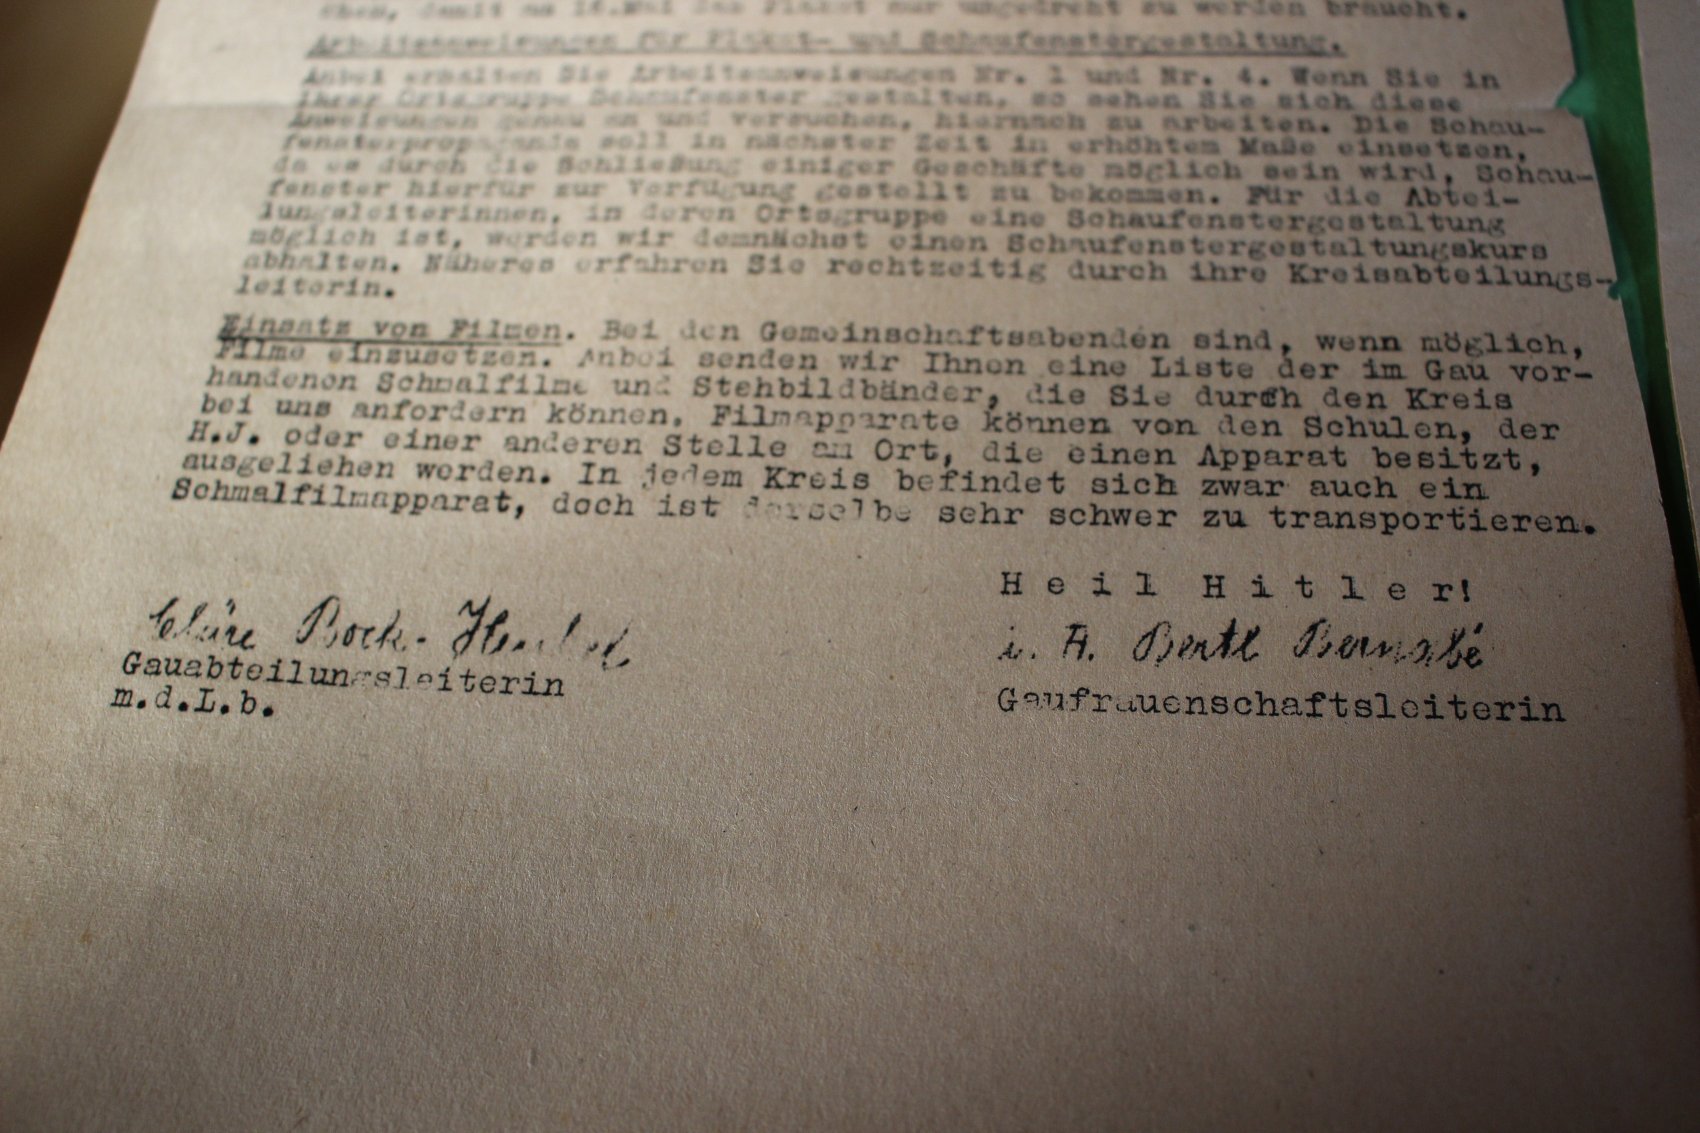 chen, damit am 16.Mai das Plakat nur umgedreht zu werden braucht.
Arbeitsanweisungen für Plakat- und Schaufenstergestaltung.
Anbei erhalten Sie Arbeitsanweisungen Nr. 1 und Nr. 4. Wenn Sie in
ihrer Ortsgruppe Schaufenster gestalten, so sehen Sie sich diese
Anweisungen genau an und versuchen, hiernach zu arbeiten. Die Schau-
fensterpropaganda soll in nächster Zeit in erhöhtem Maße einsetzen,
da es durch die Schließung einiger Geschäfte möglich sein wird, Schau-
fenster hierfür zur Verfügung gestellt zu bekommen. Für die Abtei-
lungsleiterinnen, in deren Ortsgruppe eine Schaufenstergestaltung
möglich ist, werden wir demnächst einen Schaufenstergestaltungskurs
abhalten. Näheres erfahren Sie rechtzeitig durch ihre Kreisabteilungs-
leiterin.
Einsatz von Filmen. Bei den Gemeinschaftsabenden sind, wenn möglich,
Filme einzusetzen. Anbei senden wir Ihnen eine Liste der im Gau vor-
handenen Schmalfilme und Stehbildbänder, die Sie durch den Kreis
bei uns anfordern können. Filmapparate können von den Schulen, der
H.J. oder einer anderen Stelle am Ort, die einen Apparat besitzt,
ausgeliehen werden. In jedem Kreis befindet sich zwar auch ein
Schmalfilmapparat, doch ist derselbe sehr schwer zu transportieren.
Heil Hitler!
Cläre Bock-
i. A. Bertl Bernabé
Gauabteilungsleiterin
Gaufrauenschaftsleiterin
m.d.L.b.